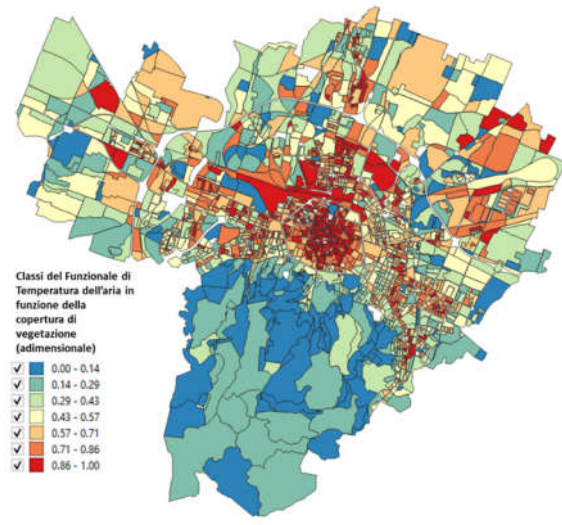 Classi del Funzionale di
Temperatura dell'aria in
funzione della
copertura di
vegetazione
(adimensionale)
0.00 - 0.14
0.14 - 0.29
0.29 - 0.43
0.43 - 0.57
0.57 - 0.71
0.71 - 0.86
0.86 - 1.00